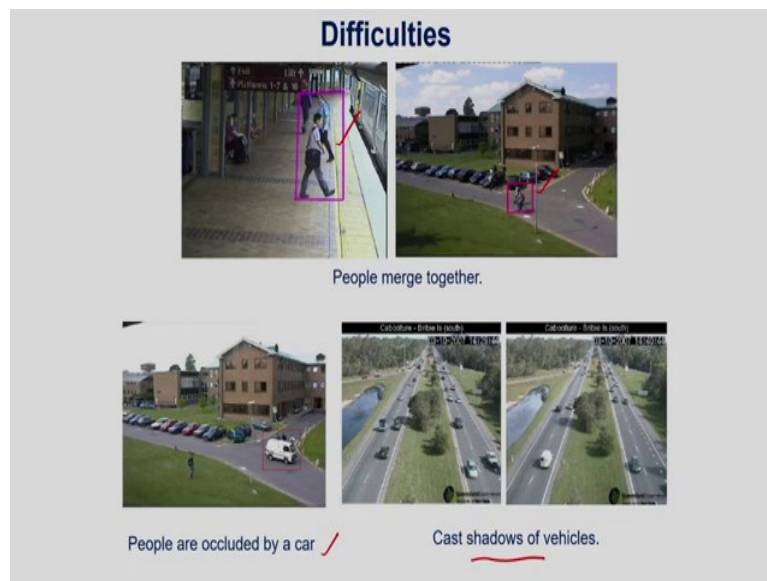 Difficulties
Exit Lift
Platforms 1-7 &
People merge together.
Caboolture - Bribie Is (south) Caboolture - Bribie Is (south)
People are occluded by a car
Cast shadows of vehicles.